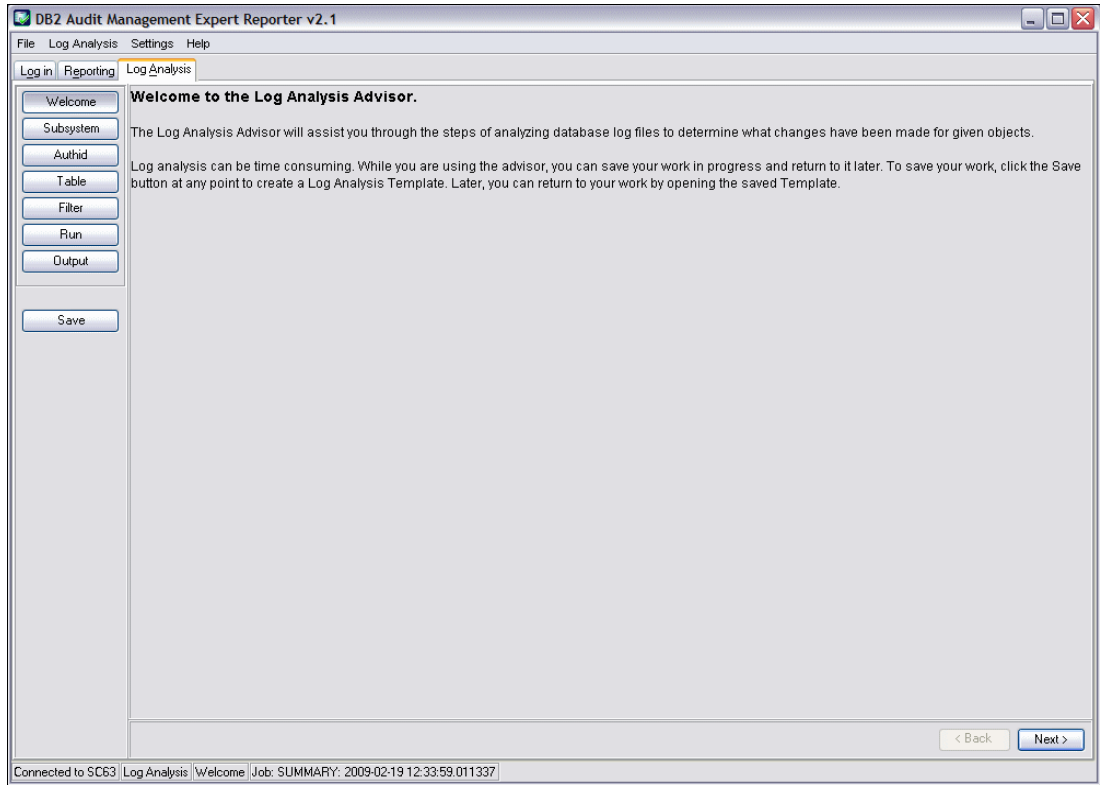 DB2 Audit Management Expert Reporter v2.1
File Log Analysis Settings Help
Log in Reporting Log Analysis
Welcome
Subsystem
Authid
Table
Filter
Run
Output
Save
Welcome to the Log Analysis Advisor.
The Log Analysis Advisor will assist you through the steps of analyzing database log files to determine what changes have been made for given objects.
Log analysis can be time consuming. While you are using the advisor, you can save your work in progress and return to it later. To save your work, click the Save
button at any point to create a Log Analysis Template. Later, you can return to your work by opening the saved Template.
< Back Next >
Connected to SC63 Log Analysis Welcome Job: SUMMARY: 2009-02-19 12:33:59.011337